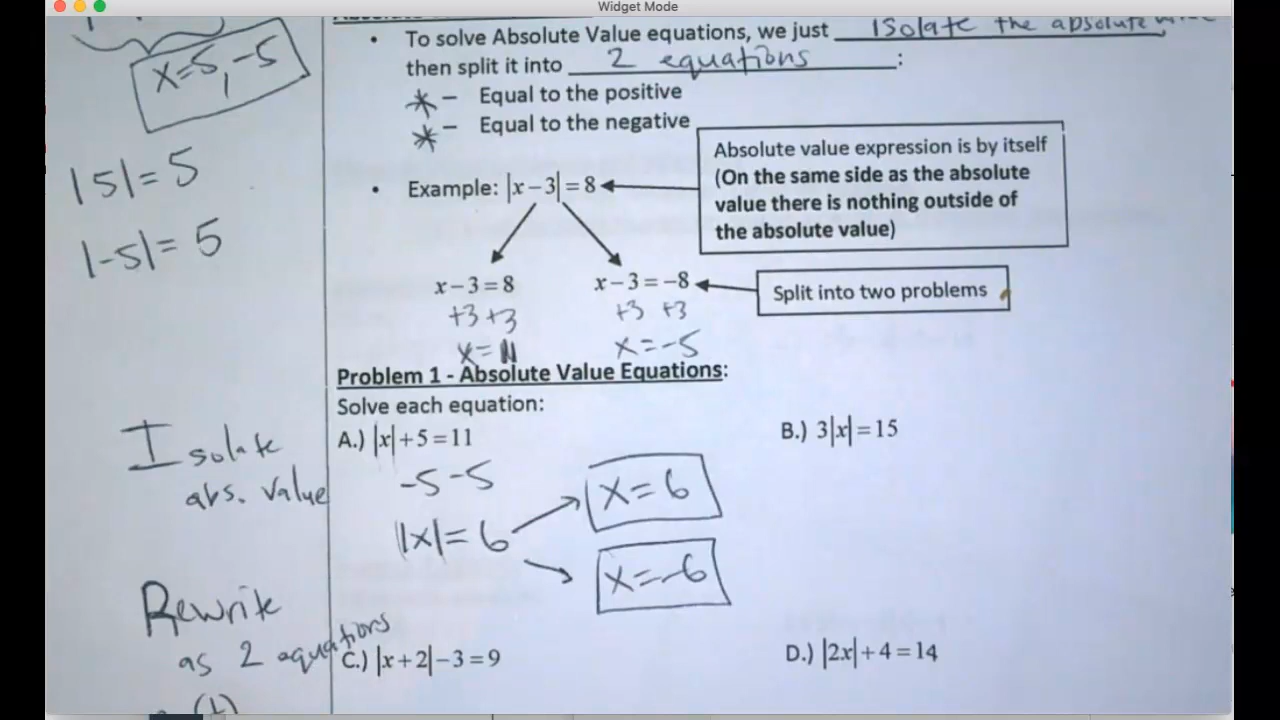 Widget Mode
x=5,-5
|5|=5
|-5|=5
Isolate
abs. value
Rewrite
as 2 equations
• To solve Absolute Value equations, we just Isolate the absolute
then split it into 2 equations:
* – Equal to the positive
* – Equal to the negative
Absolute value expression is by itself
(On the same side as the absolute
value there is nothing outside of
the absolute value)
• Example: |x – 3| = 8
x – 3 = 8
+3 +3
x = 11
x – 3 = –8
+3 +3
x = -5
Split into two problems
Problem 1 - Absolute Value Equations:
Solve each equation:
A.) |x| + 5 = 11
-5 -5
|x| = 6
x = 6
x = -6
B.) 3|x| = 15
C.) |x + 2| – 3 = 9
D.) |2x| + 4 = 14